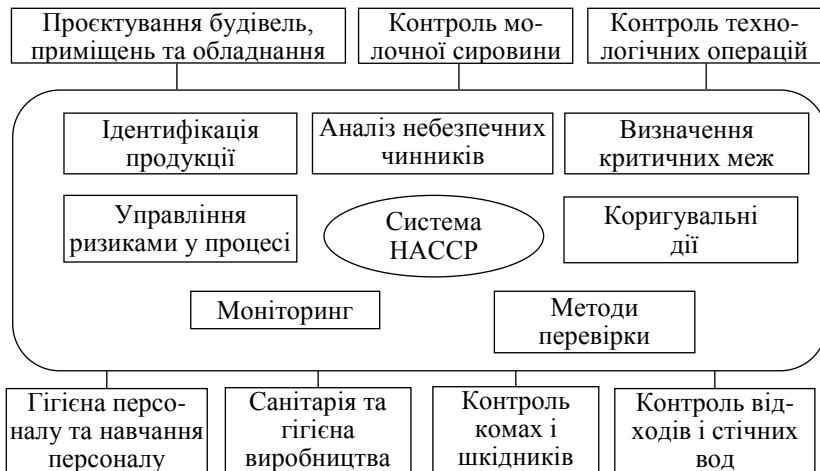 Проєктування будівель,
приміщень та обладнання
Контроль мо-
лочної сировини
Контроль техно-
логічних операцій
Ідентифікація
продукції
Аналіз небезпечних
чинників
Визначення
критичних меж
Управління
ризиками у процесі
Система
НАССР
Коригувальні
дії
Моніторинг
Методи
перевірки
Гігієна персо-
налу та навчання
персоналу
Санітарія та
гігієна
виробництва
Контроль
комах і
шкідників
Контроль від-
ходів і стічних
вод